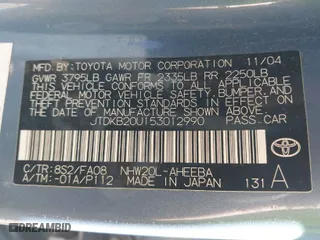 MFD. BY: TOYOTA MOTOR CORPORATION 11/04
GVWR 3795LB GAWR FR 2335LB RR 2250LB
THIS VEHICLE CONFORMS TO ALL APPLICABLE
FEDERAL MOTOR VEHICLE SAFETY, BUMPER, AND
THEFT PREVENTION STANDARDS IN EFFECT ON
THE DATE OF MANUFACTURE SHOWN ABOVE.
JTDKB20U153012990 PASS. CAR
C/TR: 8S2/FA08 NHW20L-AHEEBA
A/TM: -01A/P112 MADE IN JAPAN 131 A
TOYOTA